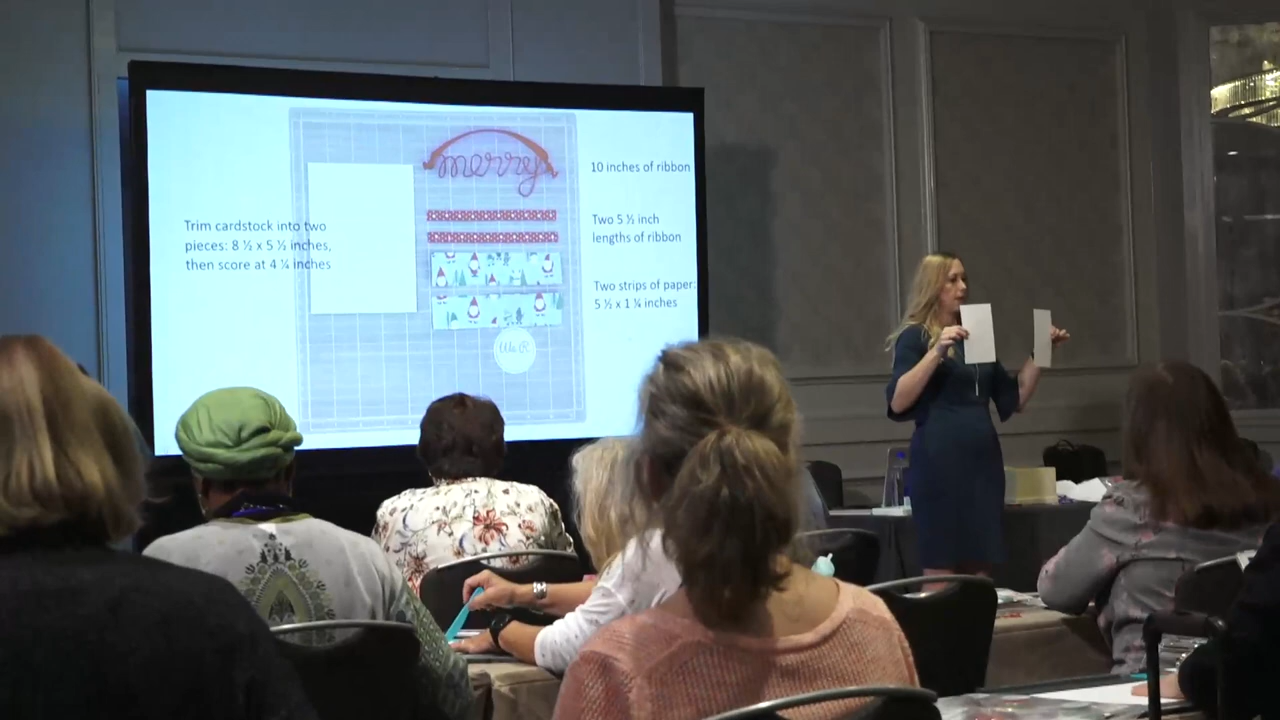 Trim cardstock into two
pieces: 8 ½ x 5 ½ inches,
then score at 4 ¼ inches
merry
10 inches of ribbon
Two 5 ½ inch
lengths of ribbon
Two strips of paper:
5 ½ x 1 ¼ inches
We R